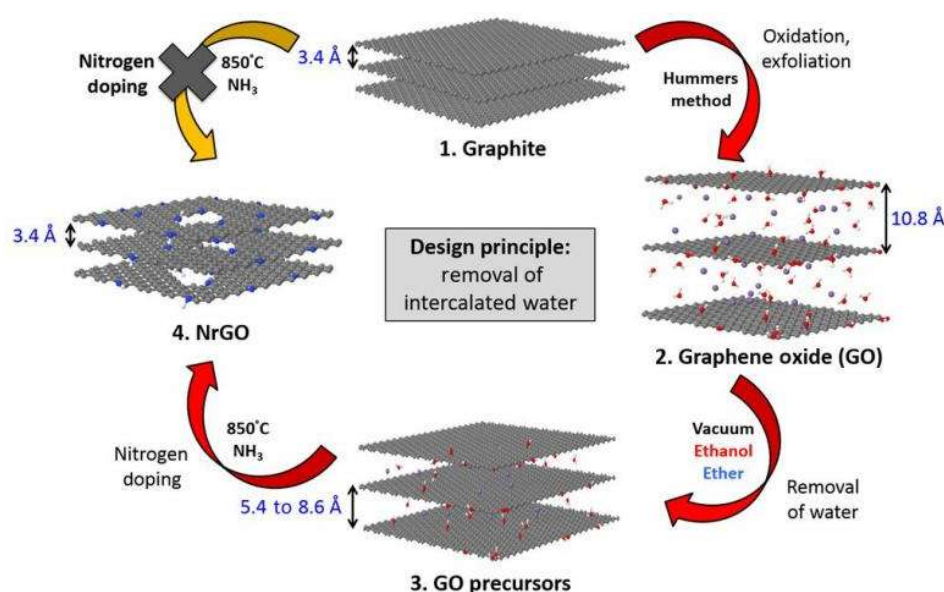 Nitrogen
doping
850°C
NH₃
3.4 Å
1. Graphite
Hummers
method
Oxidation,
exfoliation
10.8 Å
2. Graphene oxide (GO)
Vacuum
Ethanol
Ether
Removal
of water
5.4 to 8.6 Å
3. GO precursors
Nitrogen
doping
850°C
NH₃
3.4 Å
4. NrGO
Design principle:
removal of
intercalated water